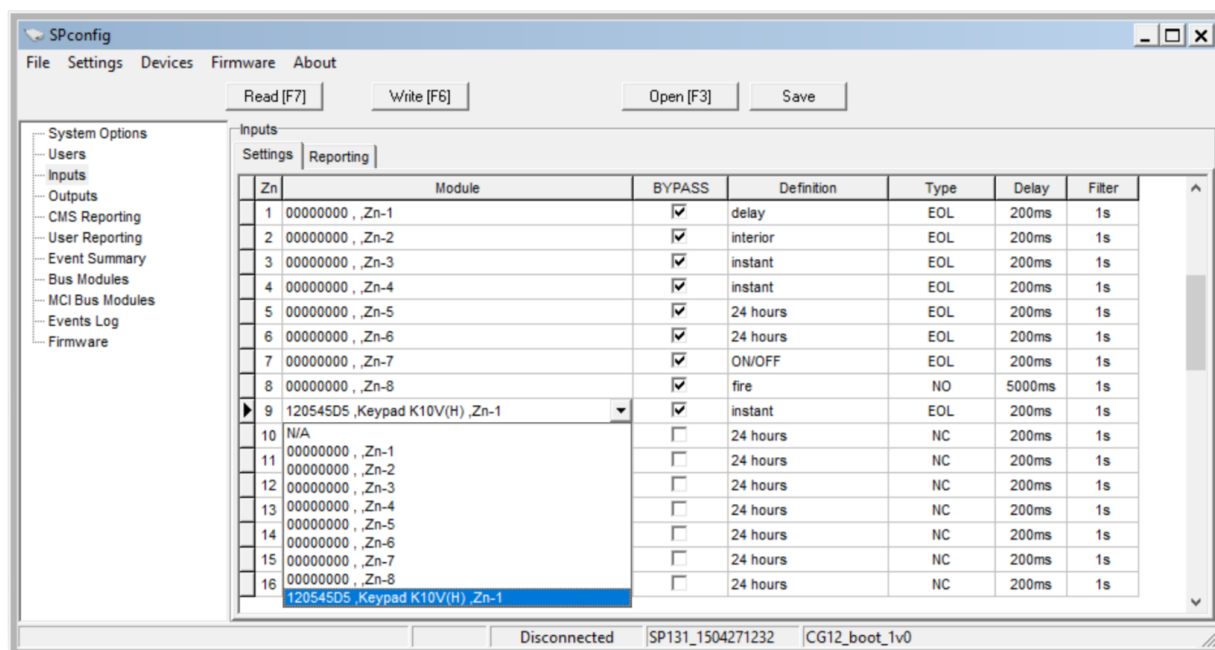 SPconfig
File Settings Devices Firmware About
Read [F7] Write [F6] Open [F3] Save
System Options
Users
Inputs
Outputs
CMS Reporting
User Reporting
Event Summary
Bus Modules
MCI Bus Modules
Events Log
Firmware
Inputs
Settings Reporting
Zn Module BYPASS Definition Type Delay Filter
1 00000000 , ,Zn-1 delay EOL 200ms 1s
2 00000000 , ,Zn-2 interior EOL 200ms 1s
3 00000000 , ,Zn-3 instant EOL 200ms 1s
4 00000000 , ,Zn-4 instant EOL 200ms 1s
5 00000000 , ,Zn-5 24 hours EOL 200ms 1s
6 00000000 , ,Zn-6 24 hours EOL 200ms 1s
7 00000000 , ,Zn-7 ON/OFF EOL 200ms 1s
8 00000000 , ,Zn-8 fire NO 5000ms 1s
9 120545D5 ,Keypad K10V(H) ,Zn-1 instant EOL 200ms 1s
10 24 hours NC 200ms 1s
11 24 hours NC 200ms 1s
12 24 hours NC 200ms 1s
13 24 hours NC 200ms 1s
14 24 hours NC 200ms 1s
15 24 hours NC 200ms 1s
16 24 hours NC 200ms 1s
N/A
00000000 , ,Zn-1
00000000 , ,Zn-2
00000000 , ,Zn-3
00000000 , ,Zn-4
00000000 , ,Zn-5
00000000 , ,Zn-6
00000000 , ,Zn-7
00000000 , ,Zn-8
120545D5 ,Keypad K10V(H) ,Zn-1
Disconnected SP131_1504271232 CG12_boot_1v0